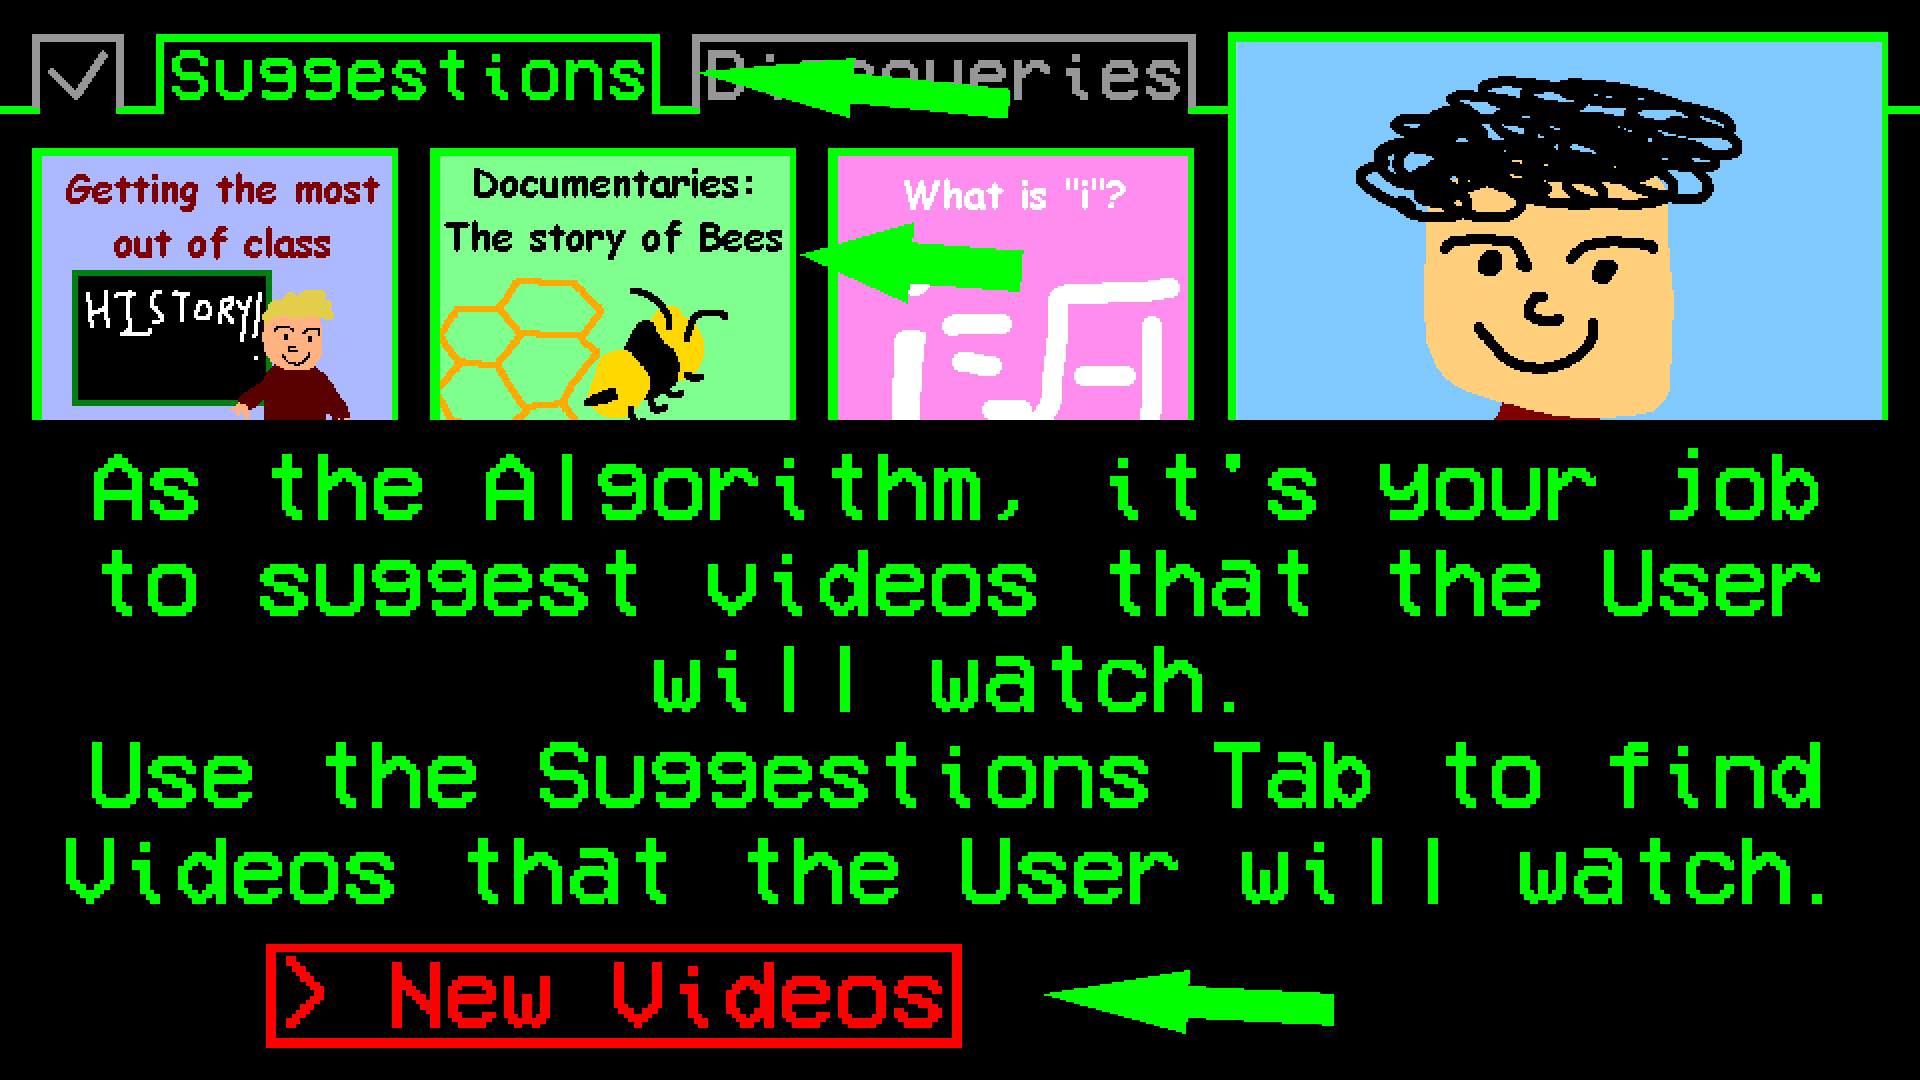 Suggestions
Discoveries
Getting the most
out of class
HISTORY!
Documentaries:
The story of Bees
What is "i"?
As the Algorithm, it's your job
to suggest videos that the User
will watch.
Use the Suggestions Tab to find
Videos that the User will watch.
> New Videos